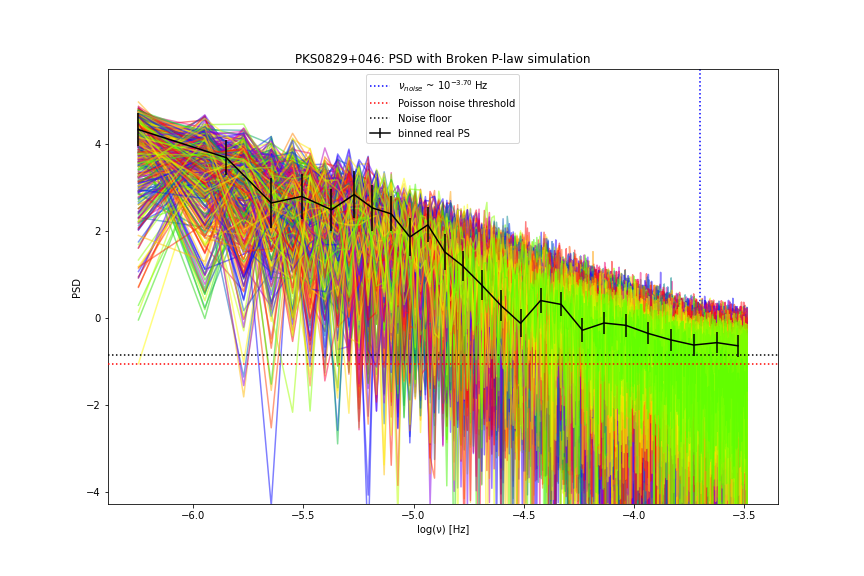 PKS0829+046: PSD with Broken P-law simulation
ν_noise ~ 10^−3.70 Hz
Poisson noise threshold
Noise floor
binned real PS
PSD
4
2
0
−2
−4
−6.0 −5.5 −5.0 −4.5 −4.0 −3.5
log(ν) [Hz]